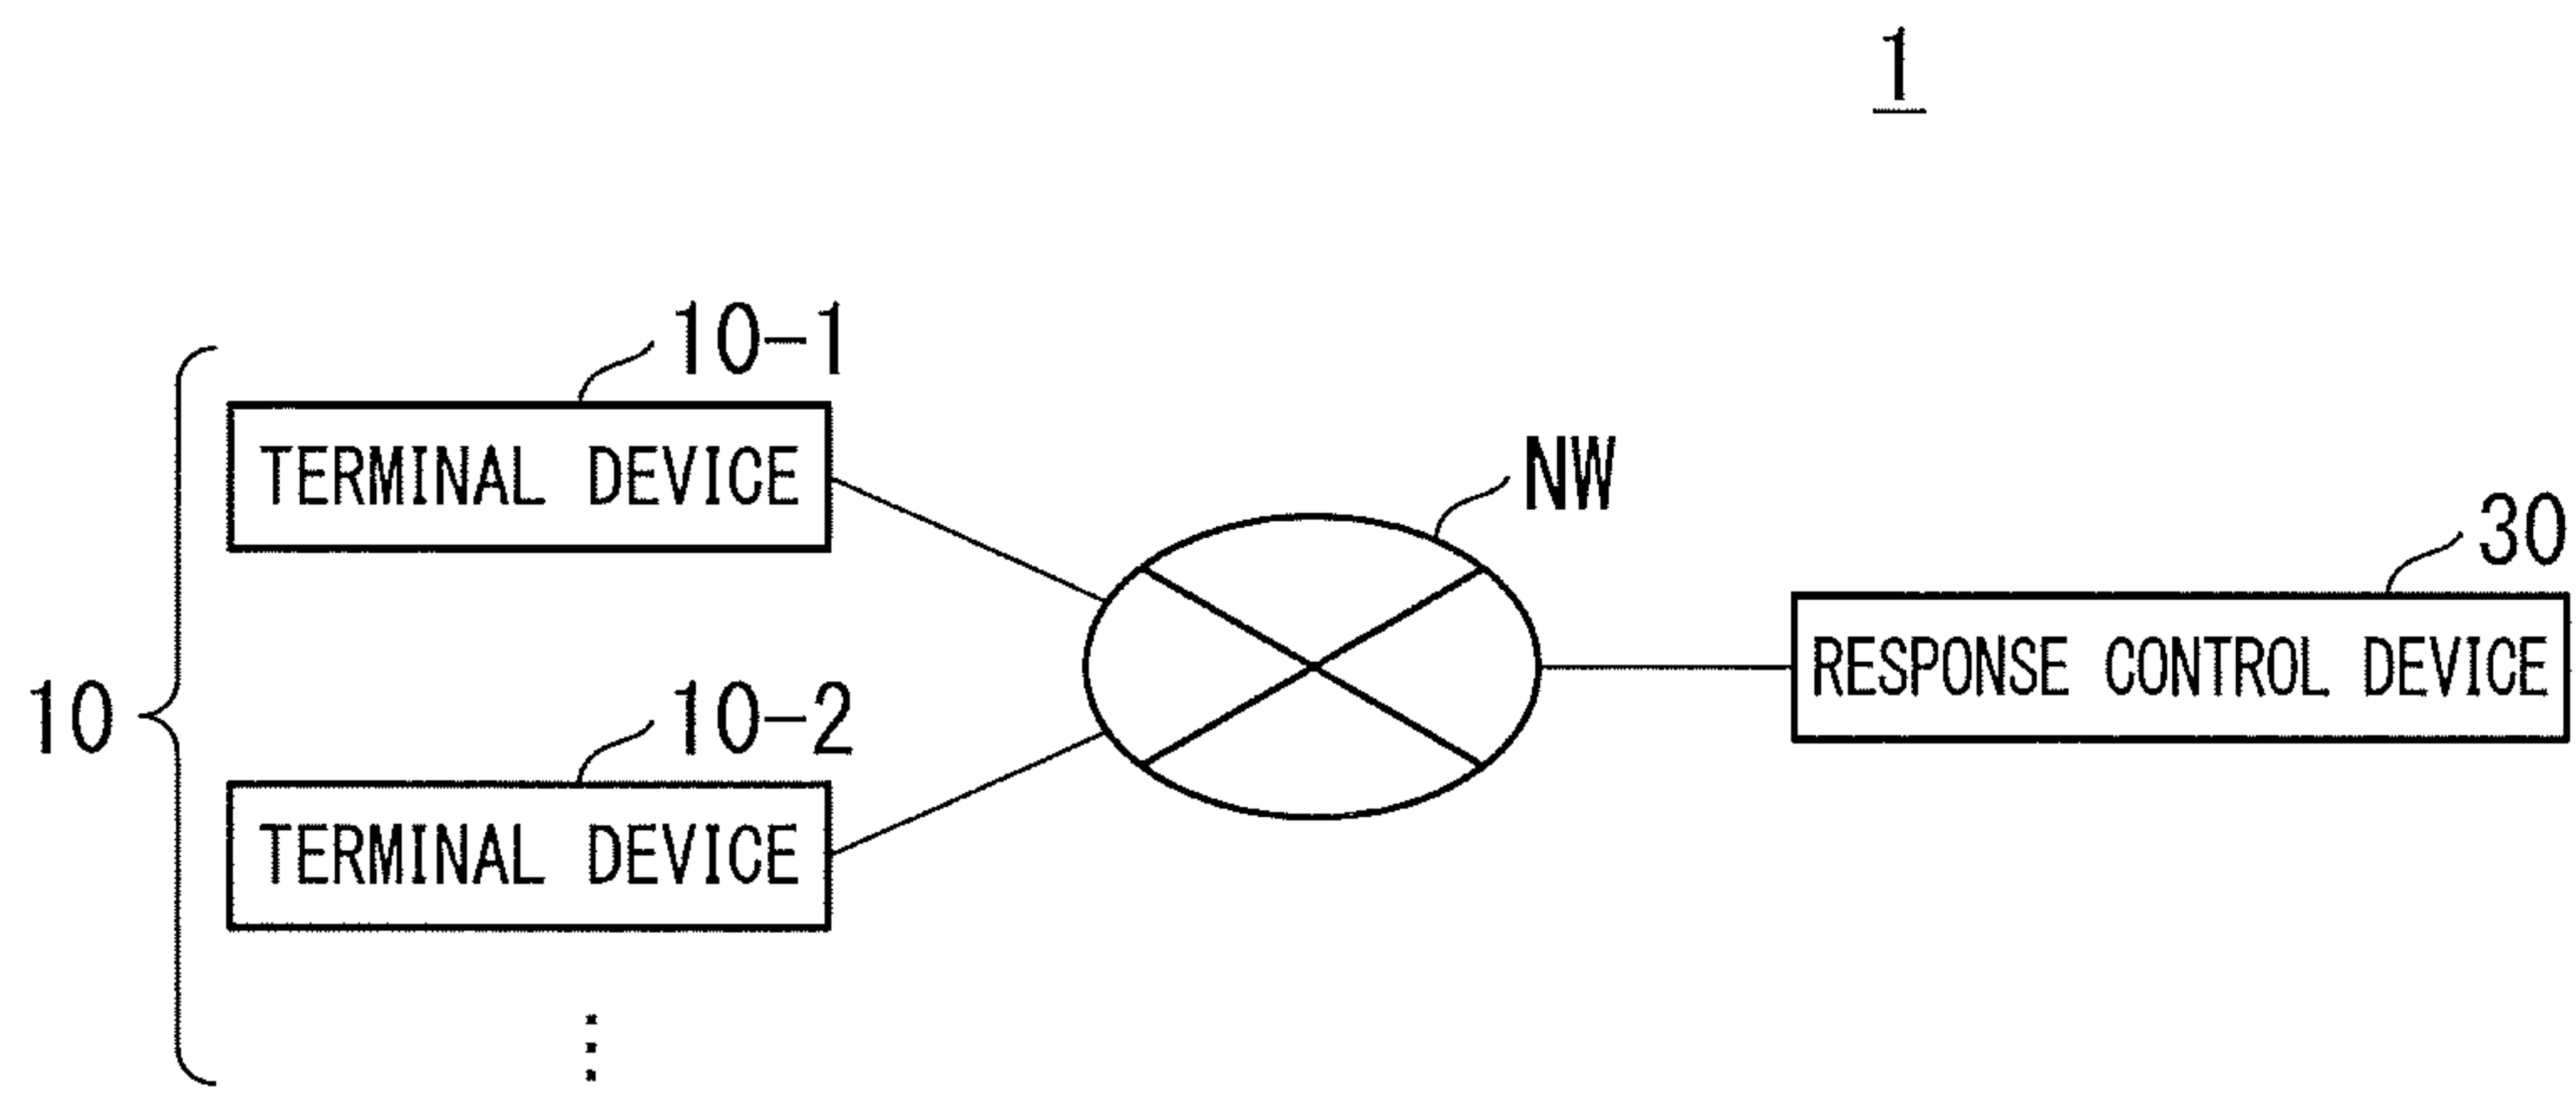 1
10-1
TERMINAL DEVICE
NW
30
RESPONSE CONTROL DEVICE
10
10-2
TERMINAL DEVICE